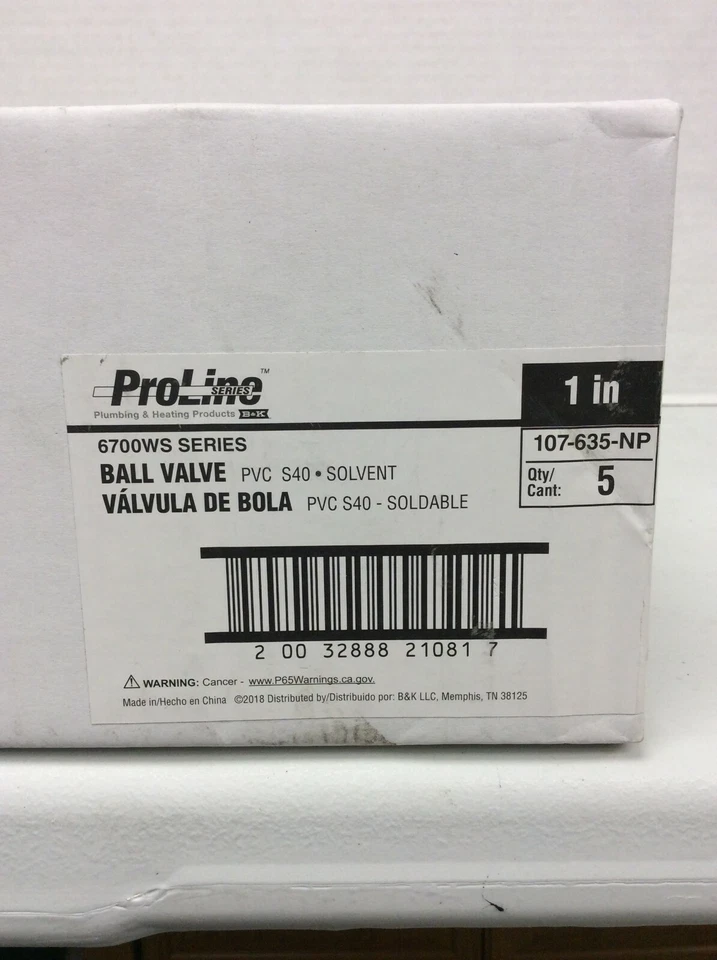 ProLine SERIES™
Plumbing & Heating Products B&K
1 in
6700WS SERIES
107-635-NP
BALL VALVE PVC S40 • SOLVENT
VÁLVULA DE BOLA PVC S40 - SOLDABLE
Qty/
Cant: 5
2 00 32888 21081 7
⚠ WARNING: Cancer - www.P65Warnings.ca.gov.
Made in/Hecho en China ©2018 Distributed by/Distribuido por: B&K LLC, Memphis, TN 38125